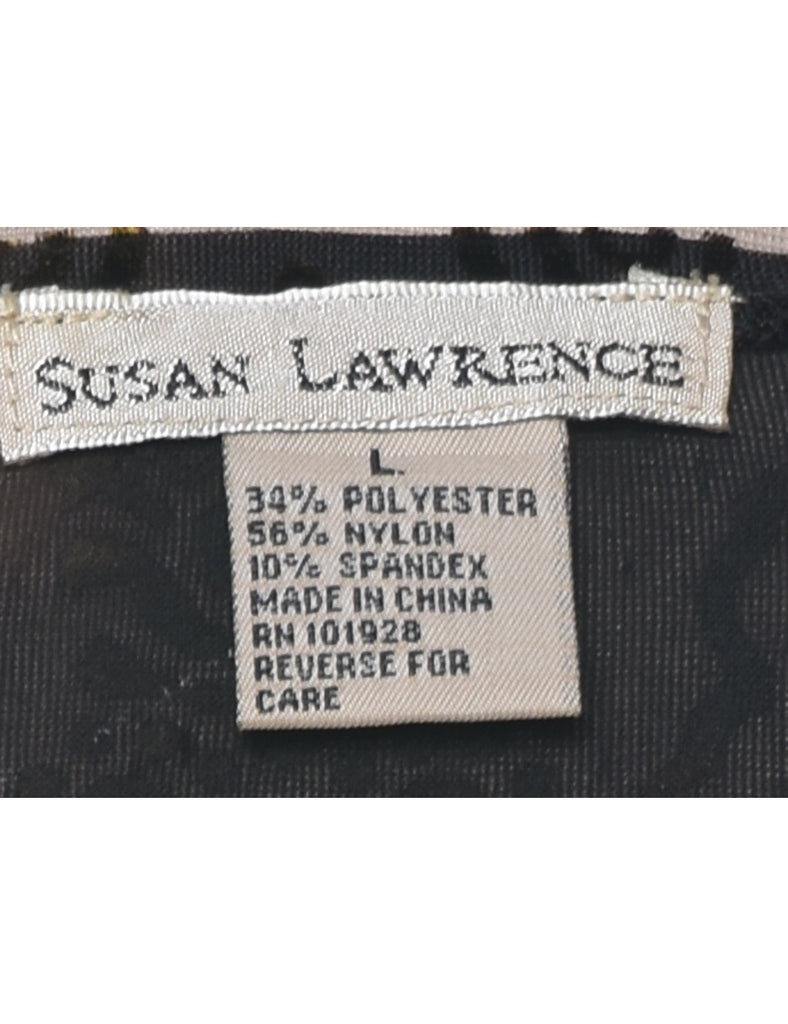 SUSAN LAWRENCE
L
34% POLYESTER
56% NYLON
10% SPANDEX
MADE IN CHINA
RN 101928
REVERSE FOR
CARE